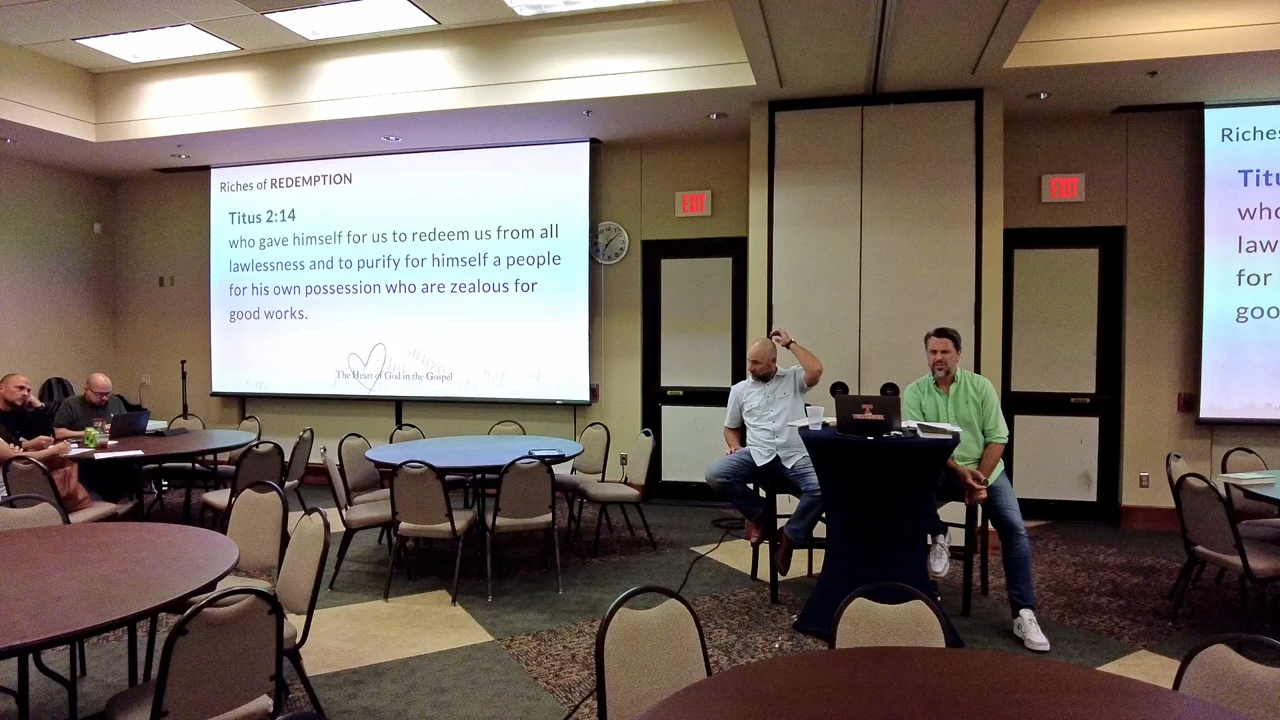 Riches of REDEMPTION
Titus 2:14
who gave himself for us to redeem us from all
lawlessness and to purify for himself a people
for his own possession who are zealous for
good works.
The Heart of God in the Gospel
EXIT
EXIT
T
Riches
Titu
who
law
for
goo